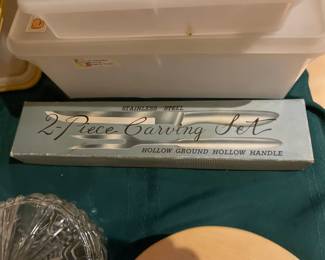 STAINLESS STEEL
2-Piece Carving Set
HOLLOW GROUND HOLLOW HANDLE